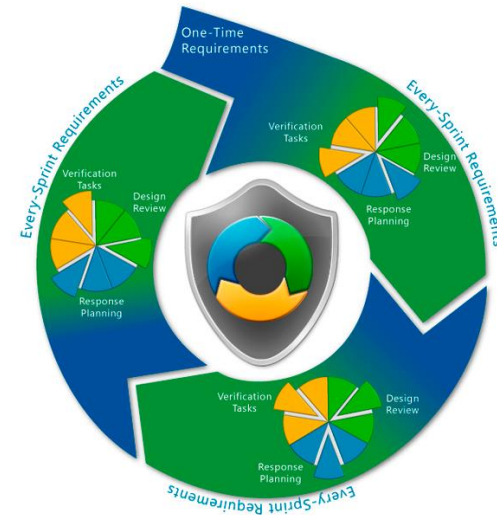 One-Time
Requirements
Every-Sprint Requirements
Verification
Tasks
Design
Review
Response
Planning
Every-Sprint Requirements
Verification
Tasks
Design
Review
Response
Planning
Verification
Tasks
Design
Review
Response
Planning
Every-Sprint Requirements